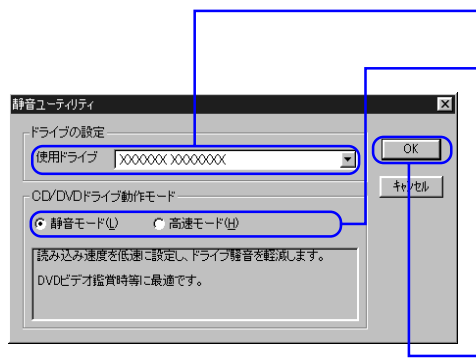 静音ユーティリティ
ドライブの設定
使用ドライブ XXXXXX XXXXXXX
OK
キャンセル
CD/DVDドライブ動作モード
静音モード(L) 高速モード(H)
読み込み速度を低速に設定し、ドライブ騒音を軽減します。
DVDビデオ鑑賞時等に最適です。